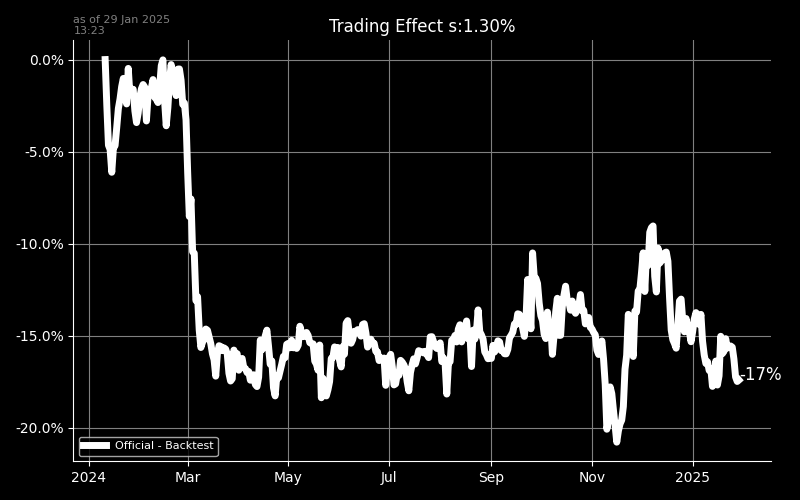 as of 29 Jan 2025
13:23
Trading Effect s:1.30%
0.0%
-5.0%
-10.0%
-15.0%
-20.0%
-17%
Official - Backtest
2024 Mar May Jul Sep Nov 2025